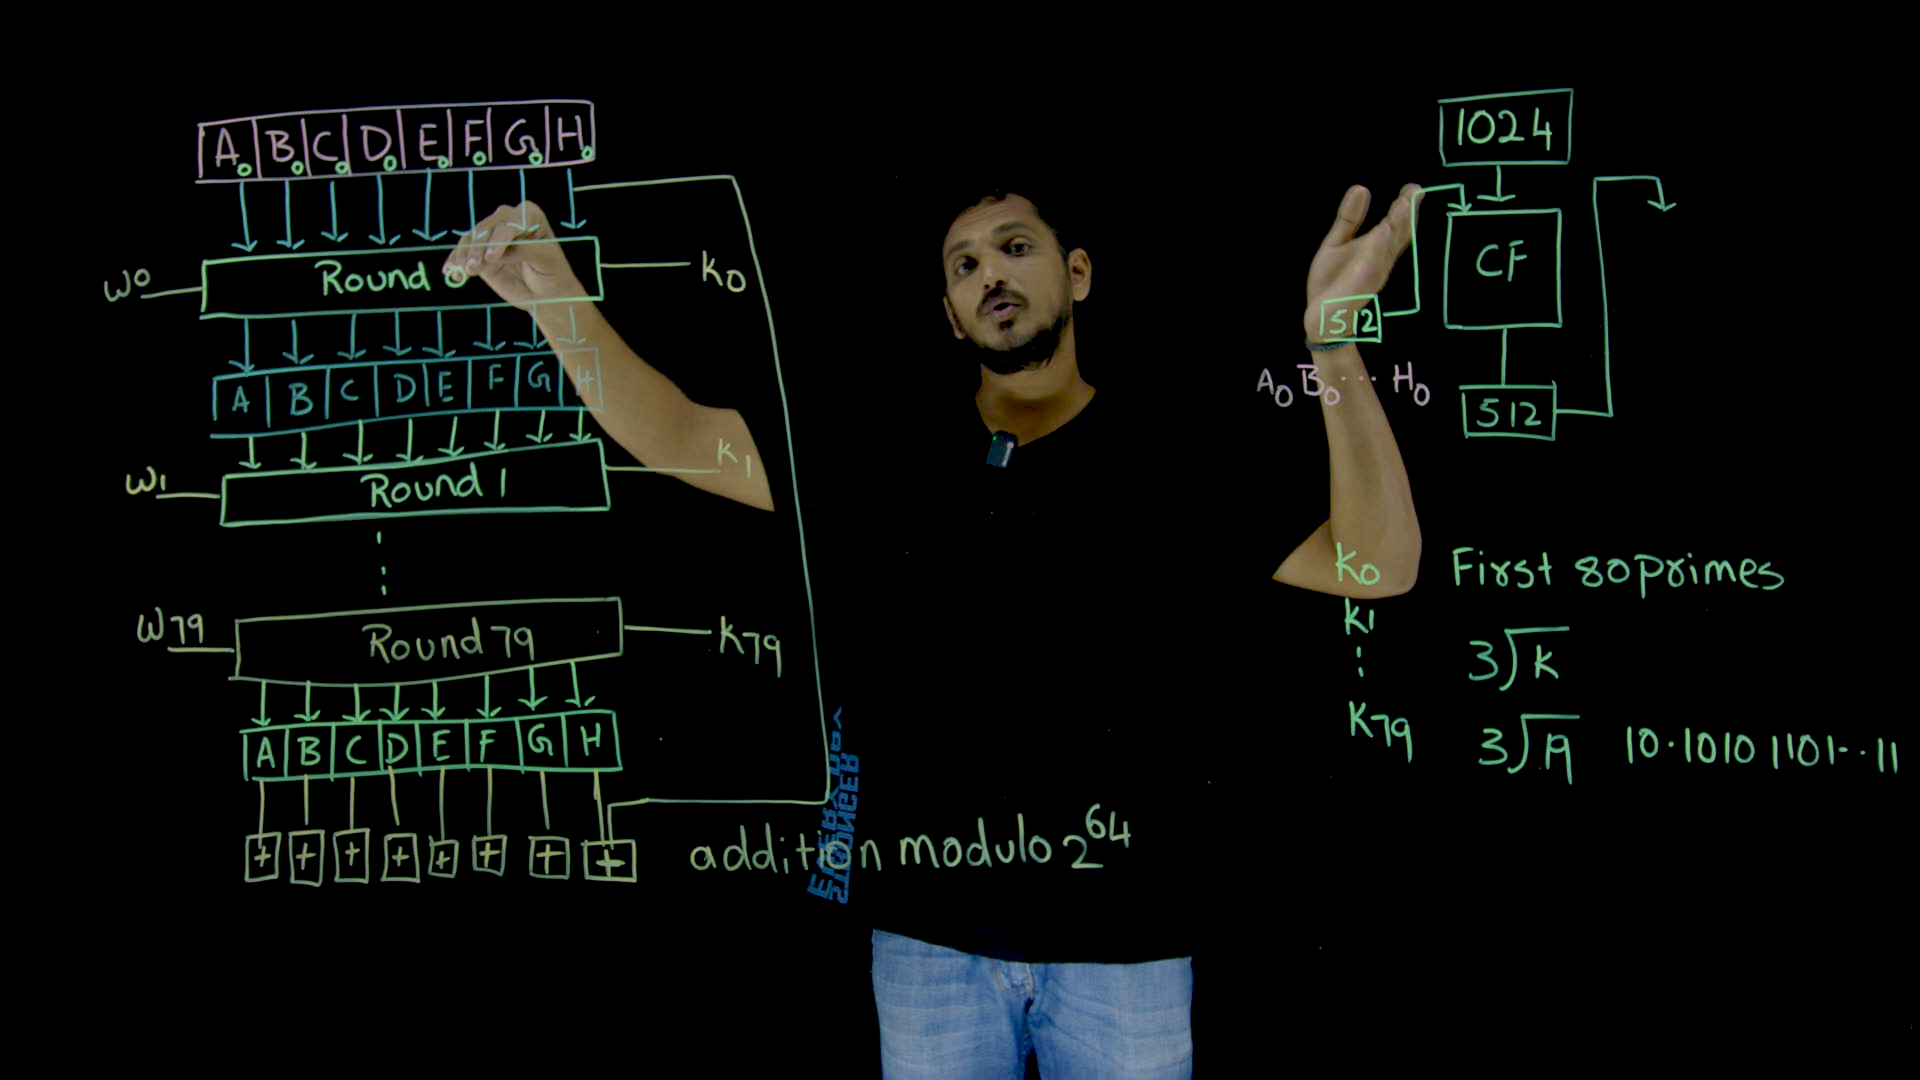 A0 B0 C0 D0 E0 F0 G0 H0
W0 Round 0 K0
A B C D E F G H
W1 Round 1 K1
W79 Round 79 K79
A B C D E F G H
+ + + + + + + +
addition modulo 2^64
1024
CF
512
A0 B0 ... H0
512
K0 First 80 primes
K1
3√K
K79 3√19 10.1010 1101- . 11
STRONGER